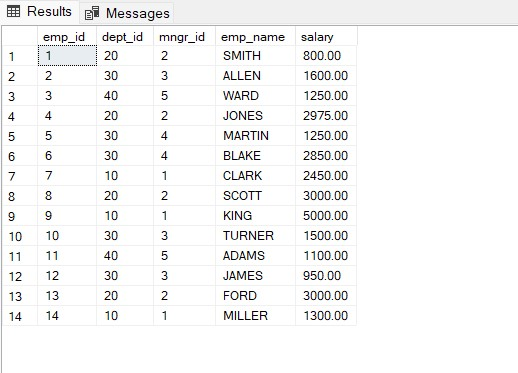 Results Messages
emp_id dept_id mngr_id emp_name salary
1 1 20 2 SMITH 800.00
2 2 30 3 ALLEN 1600.00
3 3 40 5 WARD 1250.00
4 4 20 2 JONES 2975.00
5 5 30 4 MARTIN 1250.00
6 6 30 4 BLAKE 2850.00
7 7 10 1 CLARK 2450.00
8 8 20 2 SCOTT 3000.00
9 9 10 1 KING 5000.00
10 10 30 3 TURNER 1500.00
11 11 40 5 ADAMS 1100.00
12 12 30 3 JAMES 950.00
13 13 20 2 FORD 3000.00
14 14 10 1 MILLER 1300.00